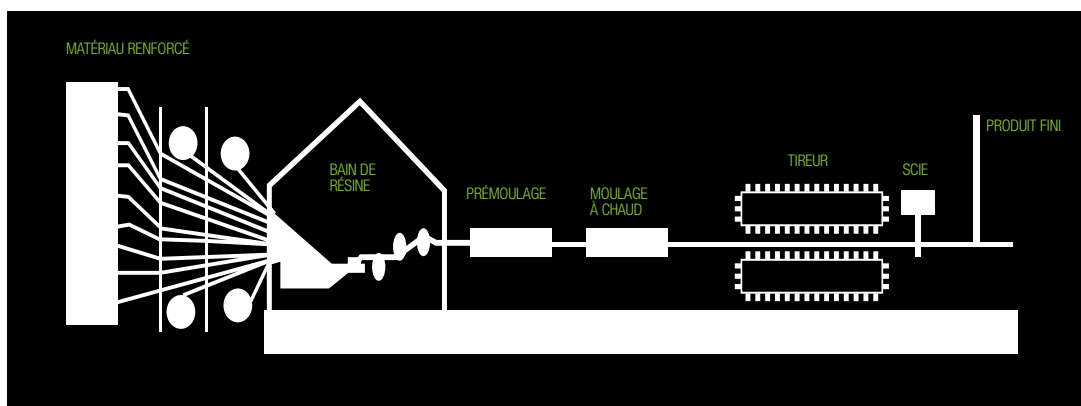 MATÉRIAU RENFORCÉ
BAIN DE
RÉSINE
PRÉMOULAGE
MOULAGE
À CHAUD
TIREUR
SCIE
PRODUIT FINI